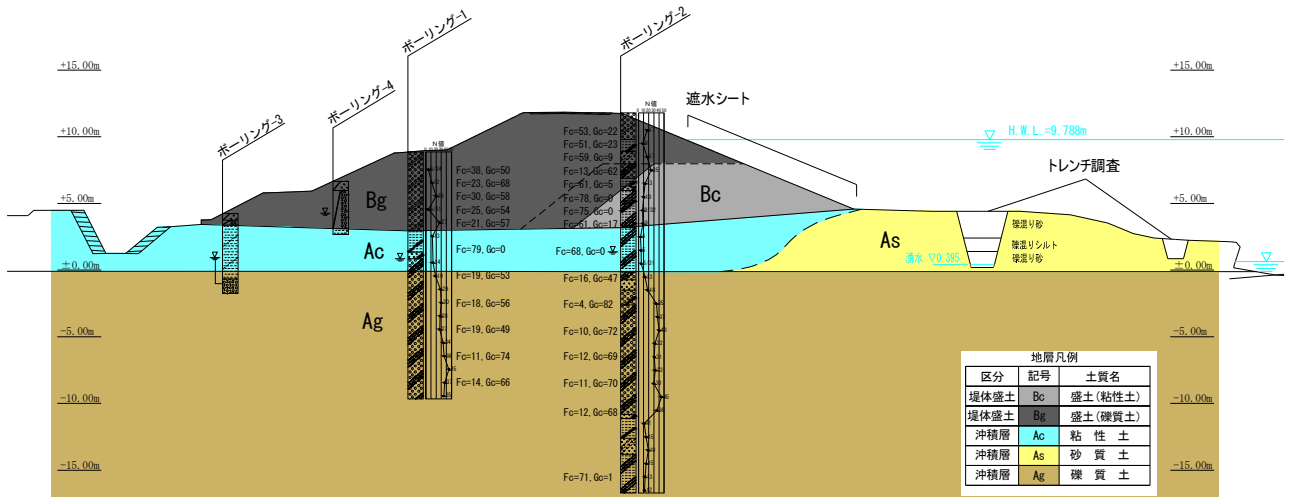 ボーリング-1
ボーリング-2
ボーリング-4
ボーリング-3
遮水シート
トレンチ調査
H.W.L.=9.788m
+15.00m
+10.00m
+5.00m
±0.00m
-5.00m
-10.00m
-15.00m
+15.00m
+10.00m
+5.00m
±0.00m
-5.00m
-10.00m
-15.00m
N値
Fc=38, Gc=50
Fc=23, Gc=68
Fc=30, Gc=58
Fc=25, Gc=54
Fc=21, Gc=57
Fc=79, Gc=0
Fc=19, Gc=53
Fc=18, Gc=56
Fc=19, Gc=49
Fc=11, Gc=74
Fc=14, Gc=66
N値
Fc=53, Gc=22
Fc=51, Gc=23
Fc=59, Gc=9
Fc=13, Gc=62
Fc=61, Gc=5
Fc=78, Gc=0
Fc=75, Gc=0
Fc=61, Gc=17
Fc=68, Gc=0
Fc=16, Gc=47
Fc=4, Gc=82
Fc=10, Gc=72
Fc=12, Gc=69
Fc=11, Gc=70
Fc=12, Gc=68
Fc=71, Gc=1
Bg
Bc
Ac
As
Ag
礫混り砂
礫混りシルト
礫混り砂
湧水 ▽0.395
地層凡例
区分 記号 土質名
堤体盛土 Bc 盛土(粘性土)
堤体盛土 Bg 盛土(礫質土)
沖積層 Ac 粘 性 土
沖積層 As 砂 質 土
沖積層 Ag 礫 質 土